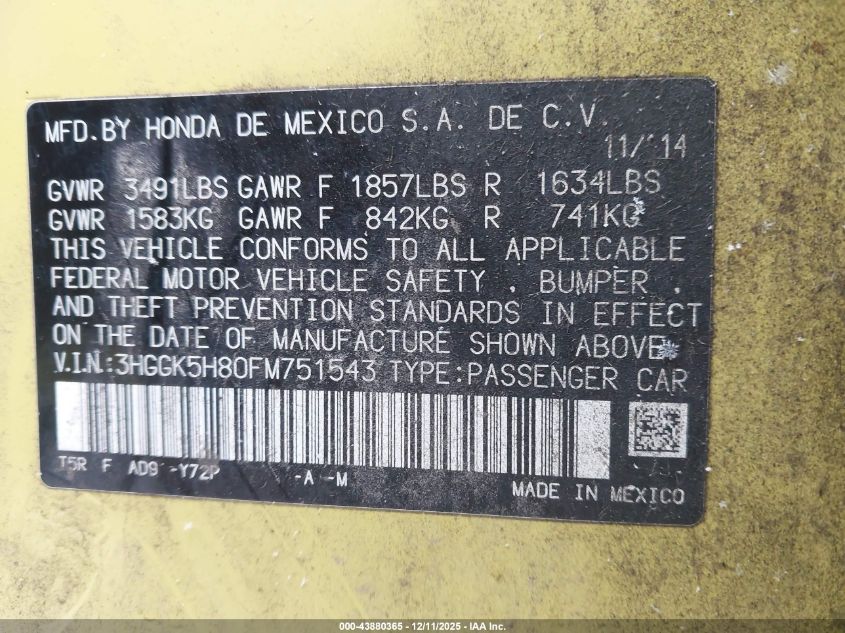 MFD.BY HONDA DE MEXICO S.A. DE C.V.
11/'14
GVWR 3491LBS GAWR F 1857LBS R 1634LBS
GVWR 1583KG GAWR F 842KG R 741KG
THIS VEHICLE CONFORMS TO ALL APPLICABLE
FEDERAL MOTOR VEHICLE SAFETY , BUMPER ,
AND THEFT PREVENTION STANDARDS IN EFFECT
ON THE DATE OF MANUFACTURE SHOWN ABOVE.
V.I.N.:3HGGK5H80FM751543 TYPE:PASSENGER CAR
T5R F AD9 -Y72P -A -M
MADE IN MEXICO
000-43880365 - 12/11/2025 - IAA Inc.